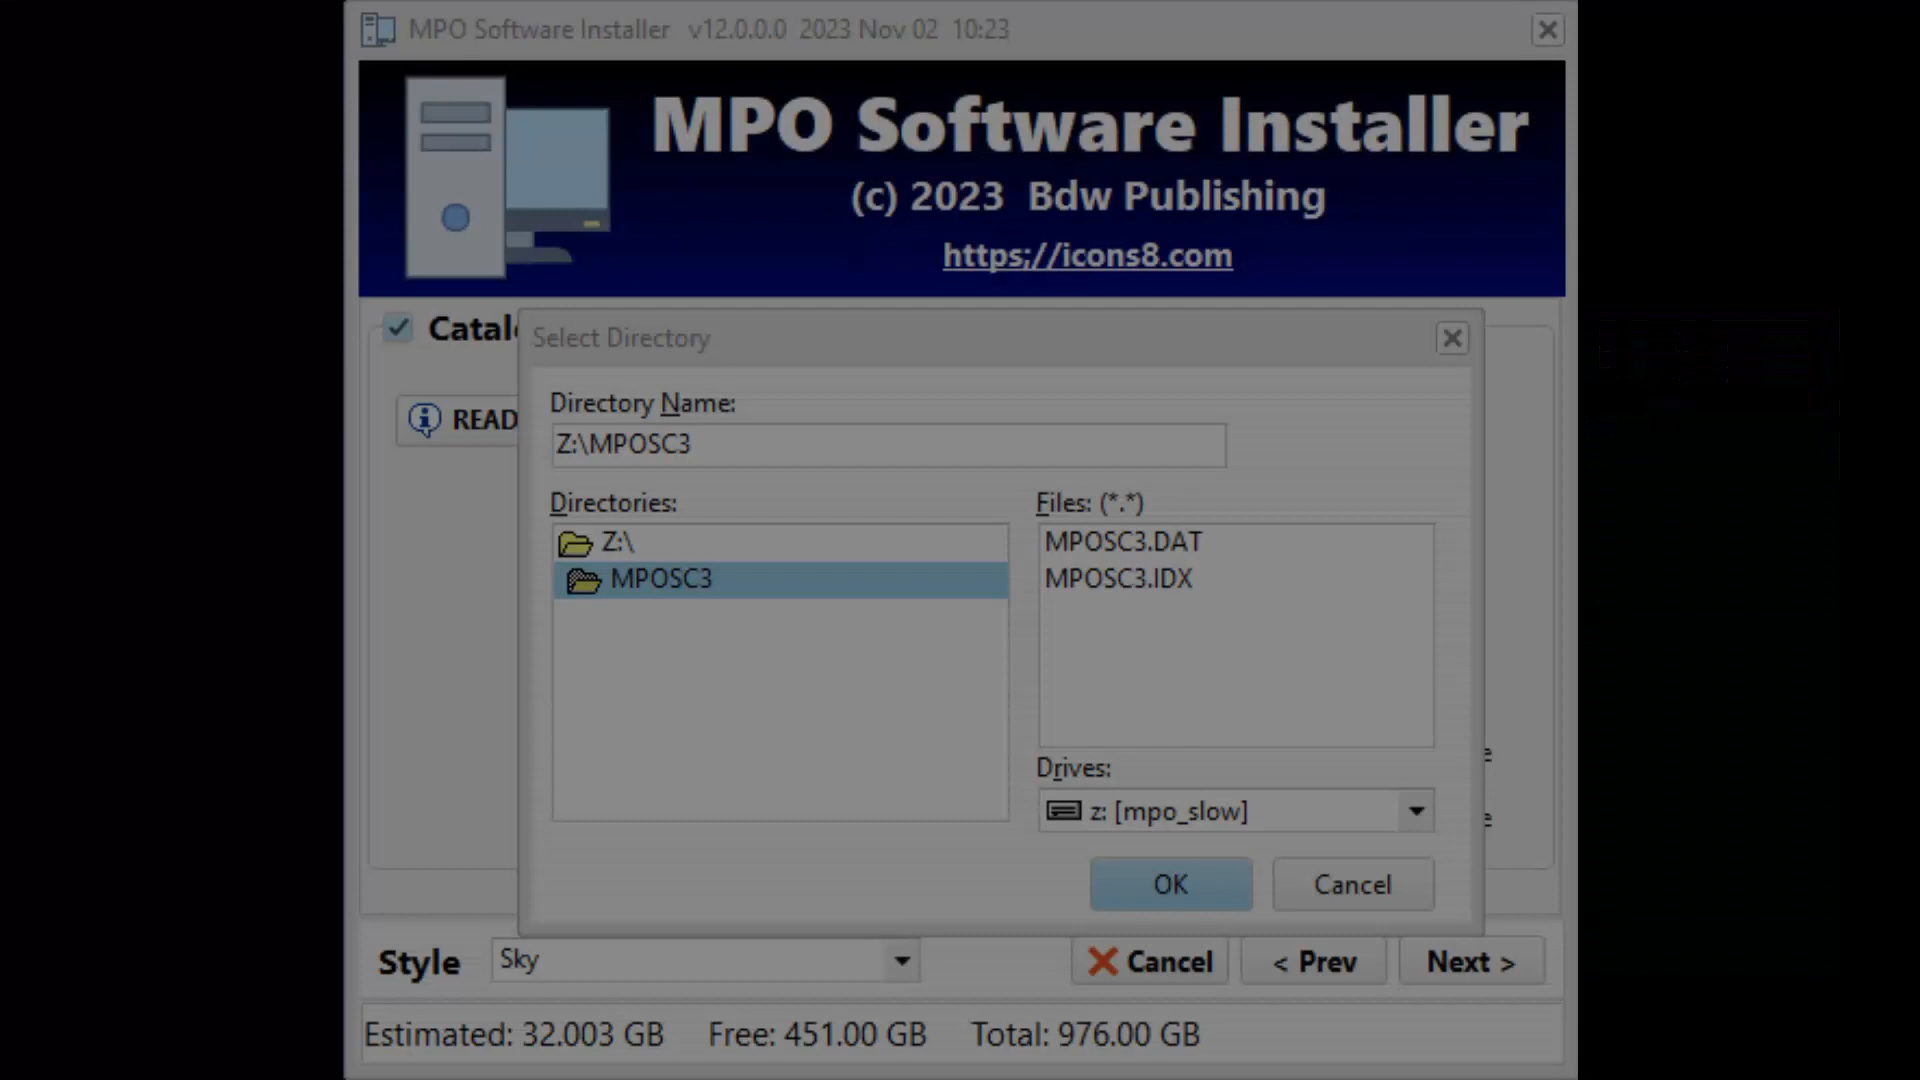 MPO Software Installer v12.0.0.0 2023 Nov 02 10:23
MPO Software Installer
(c) 2023 Bdw Publishing
https;//icons8.com
Select Directory
Directory Name:
Z:\MPOSC3
READ
Directories:
Files: (*.*)
Z:\
MPOSC3
MPOSC3.DAT
MPOSC3.IDX
Drives:
z: [mpo_slow]
OK
Cancel
Style
Sky
Cancel
< Prev
Next >
Estimated: 32.003 GB Free: 451.00 GB Total: 976.00 GB